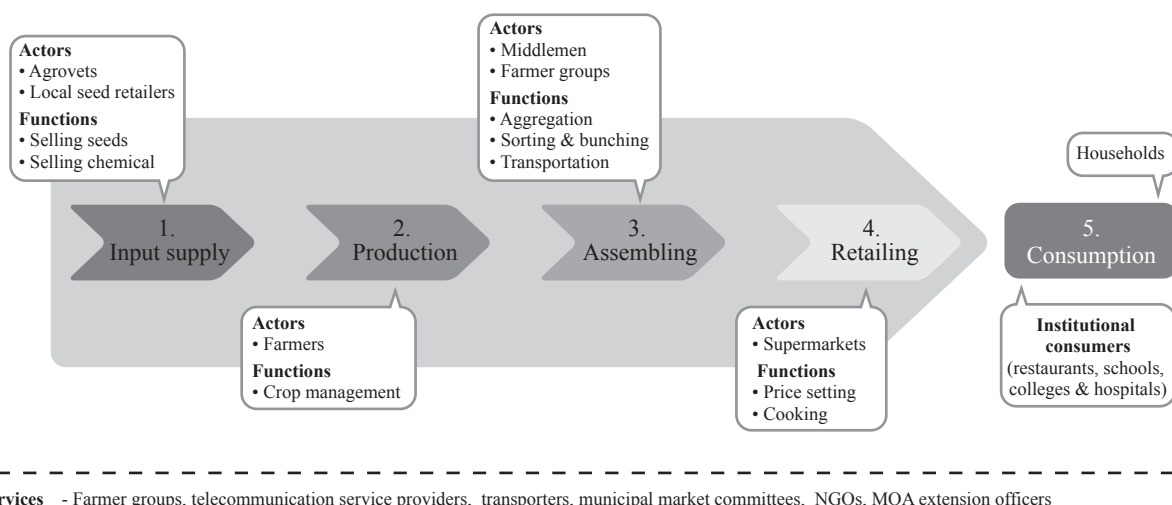 Actors
• Agrovets
• Local seed retailers
Functions
• Selling seeds
• Selling chemical
Actors
• Middlemen
• Farmer groups
Functions
• Aggregation
• Sorting & bunching
• Transportation
Households
1.
Input supply
2.
Production
3.
Assembling
4.
Retailing
5.
Consumption
Actors
• Farmers
Functions
• Crop management
Actors
• Supermarkets
Functions
• Price setting
• Cooking
Institutional
consumers
(restaurants, schools,
colleges & hospitals)
- Farmer groups, telecommunication service providers, transporters, municipal market committees, NGOs, MOA extension officers